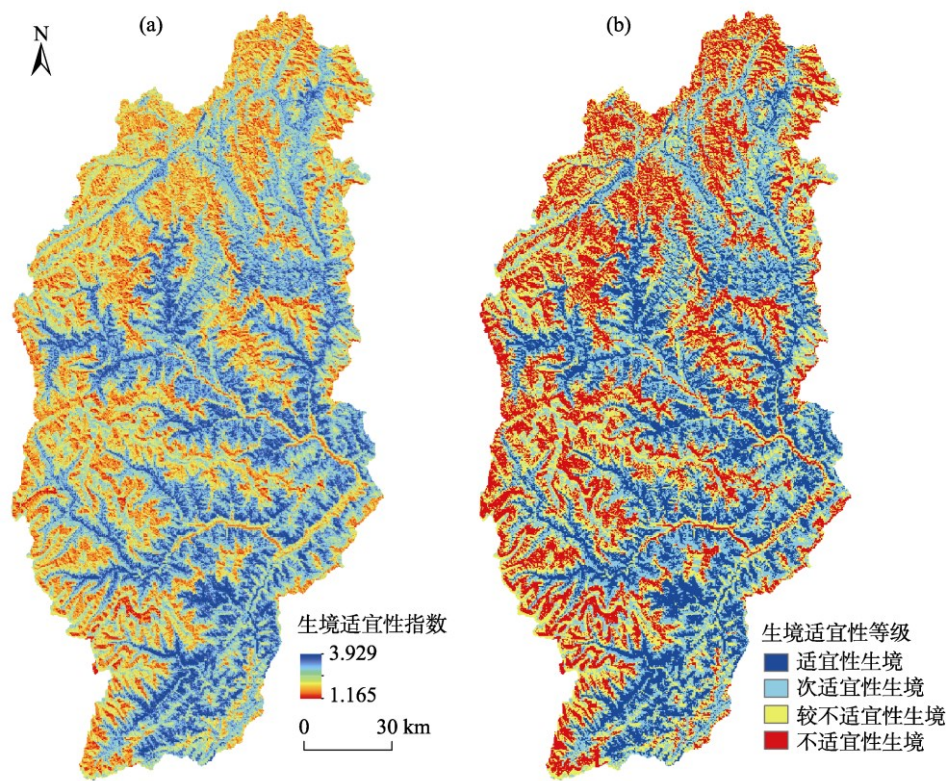 N
(a)
(b)
生境适宜性指数
3.929
1.165
0 30 km
生境适宜性等级
适宜性生境
次适宜性生境
较不适宜性生境
不适宜性生境